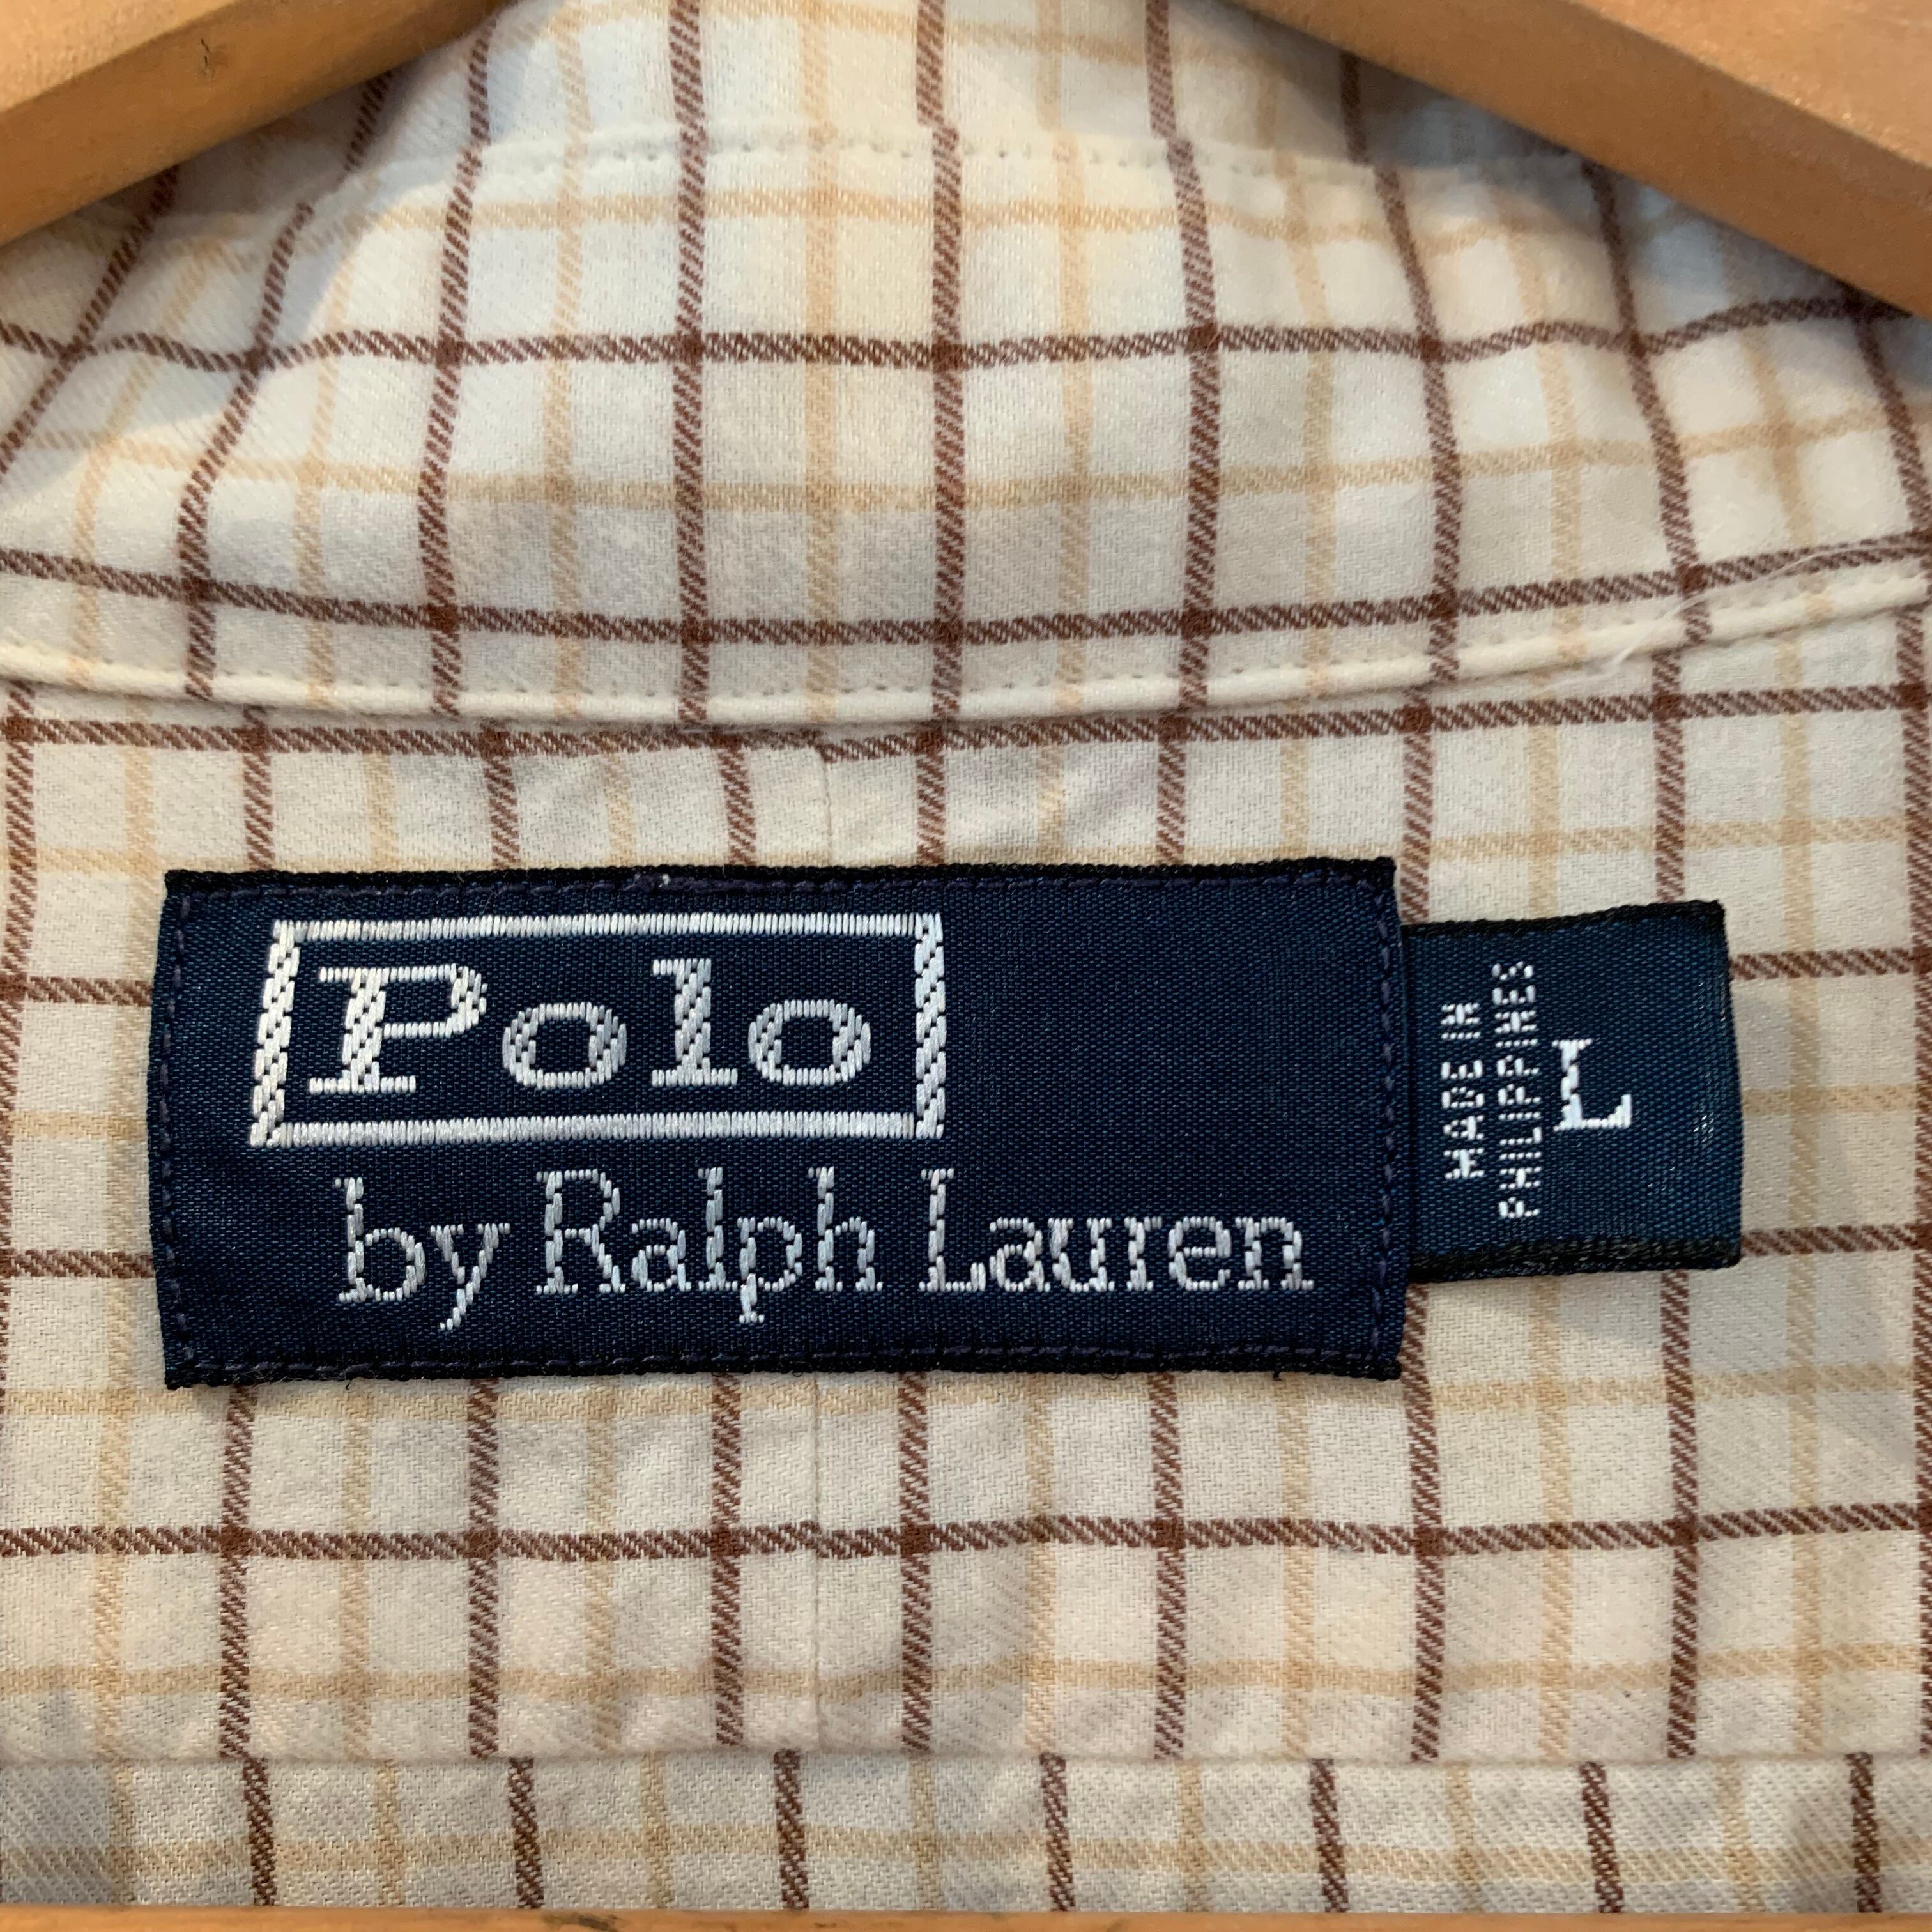 Polo
by Ralph Lauren
MADE IN
PHILIPPINES
L